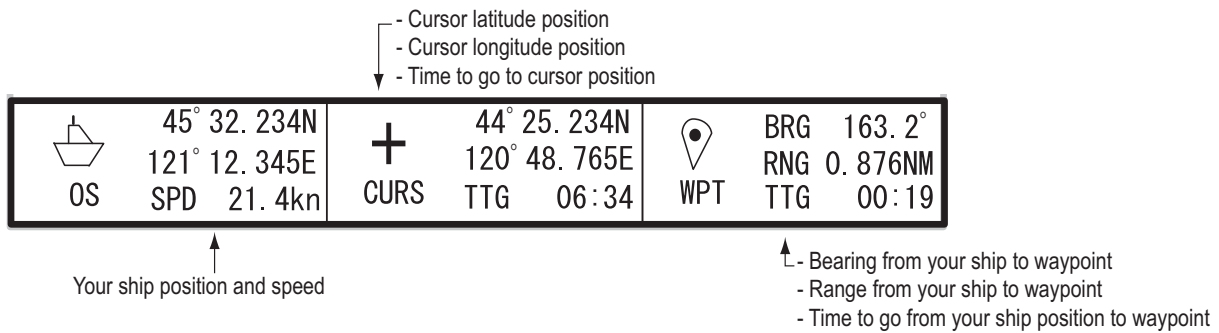 - Cursor latitude position
- Cursor longitude position
- Time to go to cursor position
OS
45° 32. 234N
121° 12. 345E
SPD 21. 4kn
CURS
44° 25. 234N
120° 48. 765E
TTG 06:34
WPT
BRG 163. 2°
RNG 0. 876NM
TTG 00:19
Your ship position and speed
- Bearing from your ship to waypoint
- Range from your ship to waypoint
- Time to go from your ship position to waypoint